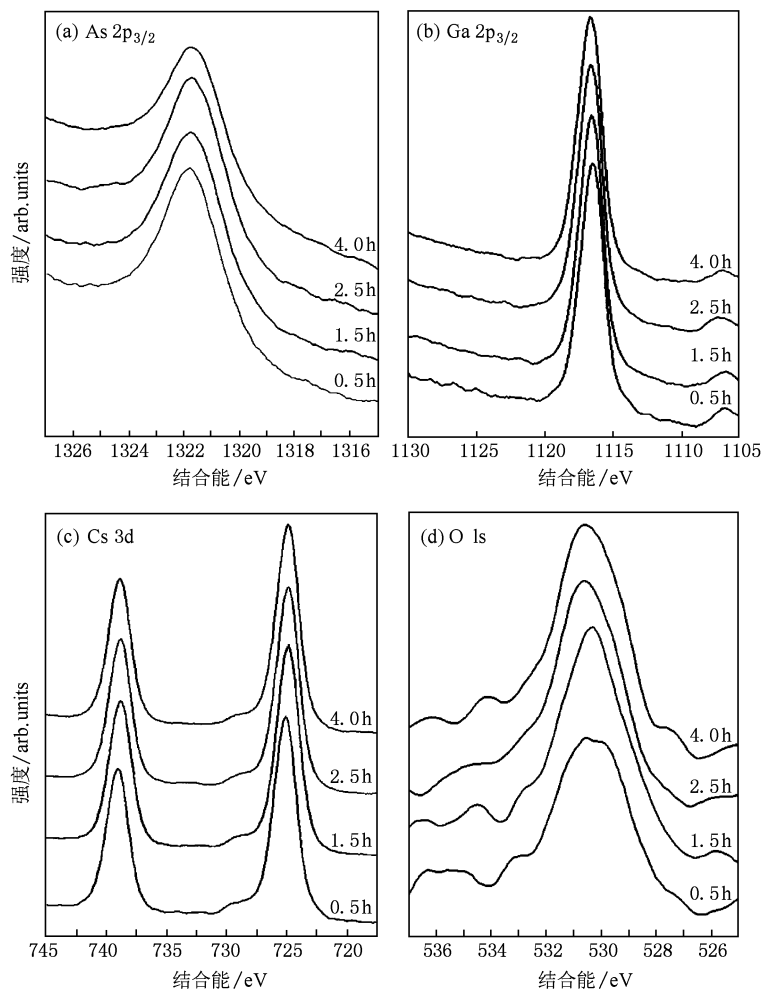 (a) As 2p3/2
4.0h
2.5h
1.5h
0.5h
1326 1324 1322 1320 1318 1316
结合能/eV
强度/arb.units
(b) Ga 2p3/2
4.0h
2.5h
1.5h
0.5h
1130 1125 1120 1115 1110 1105
结合能/eV
(c) Cs 3d
4.0h
2.5h
1.5h
0.5h
745 740 735 730 725 720
结合能/eV
强度/arb.units
(d) O ls
4.0h
2.5h
1.5h
0.5h
536 534 532 530 528 526
结合能/eV